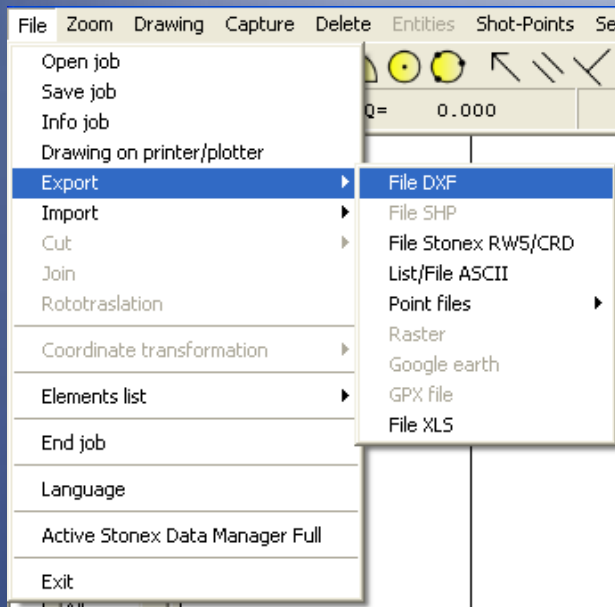 File Zoom Drawing Capture Delete Entities Shot-Points Se
Open job
Save job
Info job
Q= 0.000
Drawing on printer/plotter
Export
File DXF
Import
File SHP
Cut
File Stonex RW5/CRD
Join
List/File ASCII
Rototraslation
Point files
Raster
Coordinate transformation
Google earth
Elements list
GPX file
File XLS
End job
Language
Active Stonex Data Manager Full
Exit